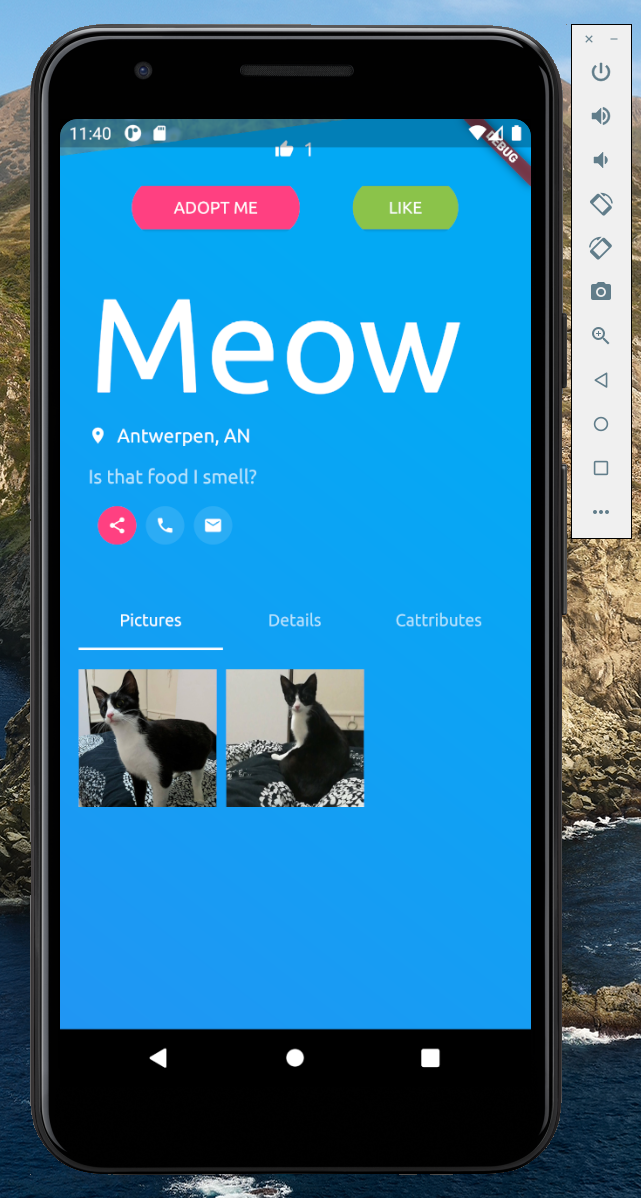 11:40
DEBUG
1
ADOPT ME LIKE
Meow
Antwerpen, AN
Is that food I smell?
Pictures Details Cattributes